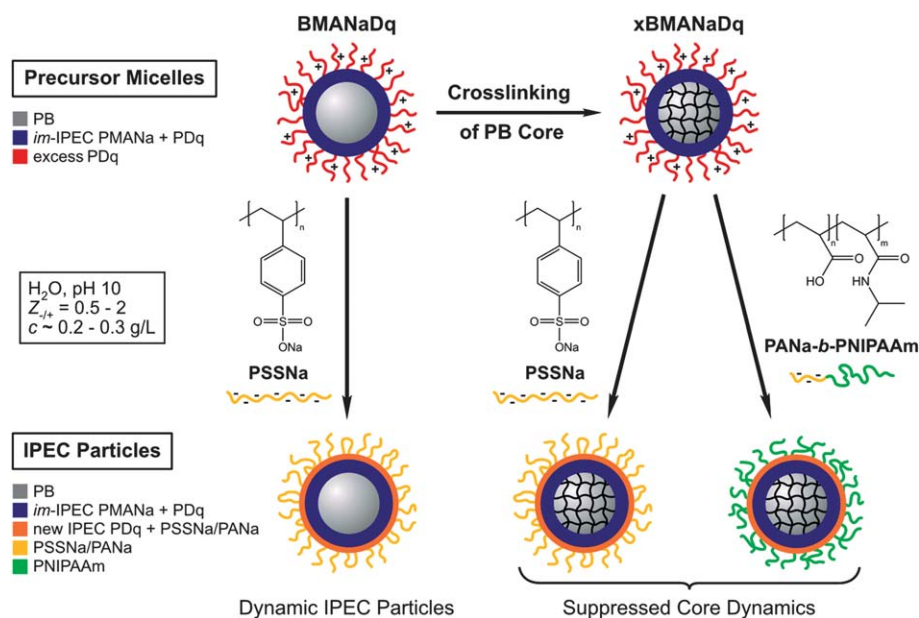 BMANaDq
xBMANaDq
Precursor Micelles
PB
im-IPEC PMANa + PDq
excess PDq
Crosslinking
of PB Core
+ + + + + + + + + +
+ + + + + + + + + +
n
O S O
ONa
PSSNa
- - - - - - -
n
O S O
ONa
PSSNa
- - - - - - -
n m
O O
HO NH
PANa-b-PNIPAAm
- - - -
H2O, pH 10
Z-/+ = 0.5 - 2
c ~ 0.2 - 0.3 g/L
IPEC Particles
PB
im-IPEC PMANa + PDq
new IPEC PDq + PSSNa/PANa
PSSNa/PANa
PNIPAAm
Dynamic IPEC Particles
Suppressed Core Dynamics